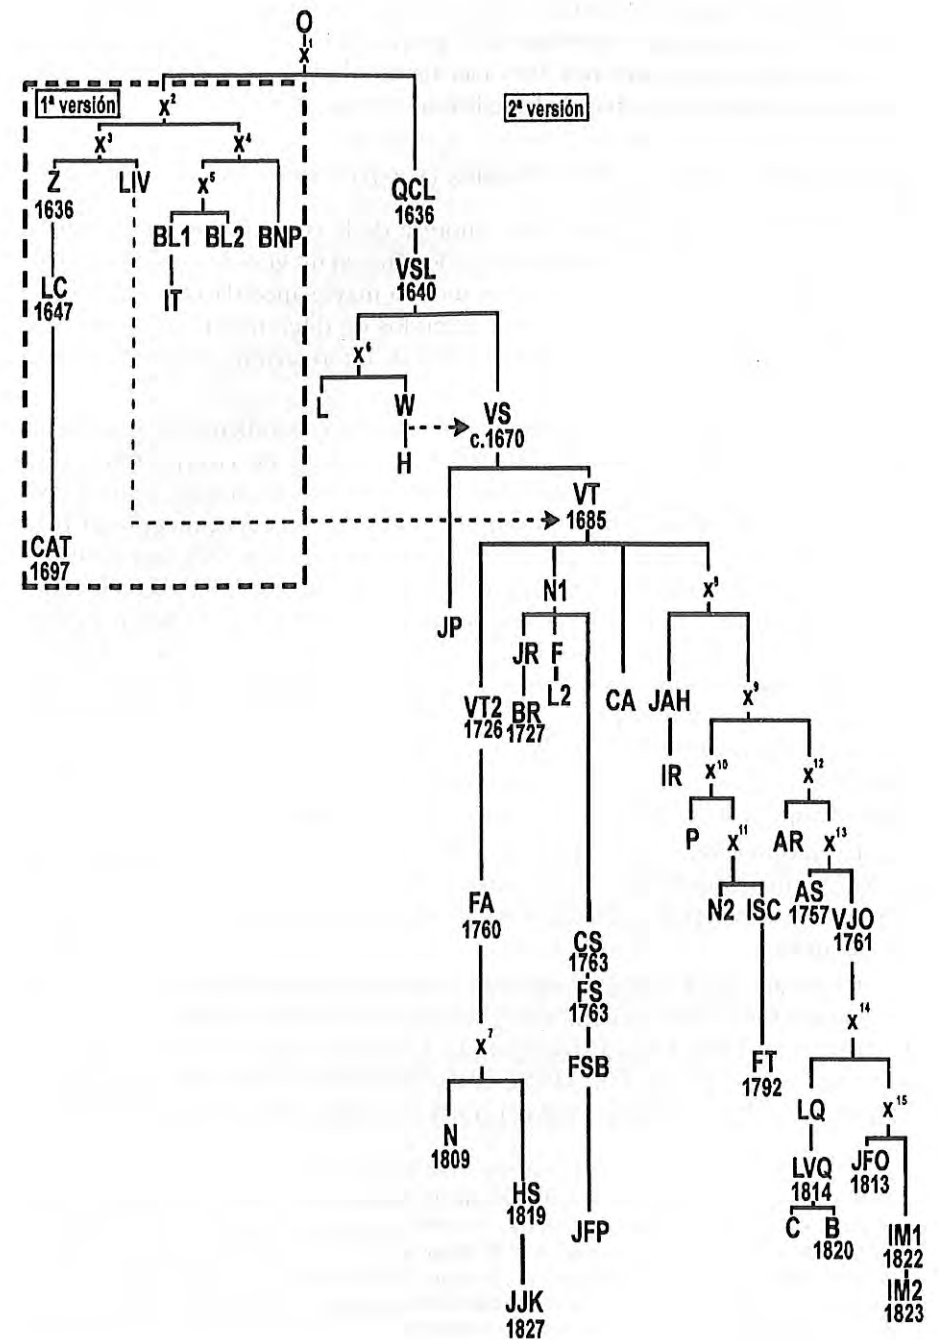 O
x¹
1ª versión
2ª versión
x²
x³ x⁴
Z LIV x⁵
1636
QCL
1636
BL1 BL2 BNP
VSL
1640
LC
1647
IT
x⁶
L W VS
c.1670
H
VT
1685
CAT
1697
N1 x⁸
JP
JR F
L2
CA JAH x⁹
VT2
1726
BR
1727
IR x¹⁰ x¹²
P x¹¹ AR x¹³
FA
1760
N2 ISC AS
1757
VJO
1761
CS
1763
FS
1763
x¹⁴
x⁷
FSB FT
1792
LQ x¹⁵
N
1809
LVQ
1814
JFO
1813
HS
1819
JFP
C B
1820
IM1
1822
IM2
1823
JJK
1827